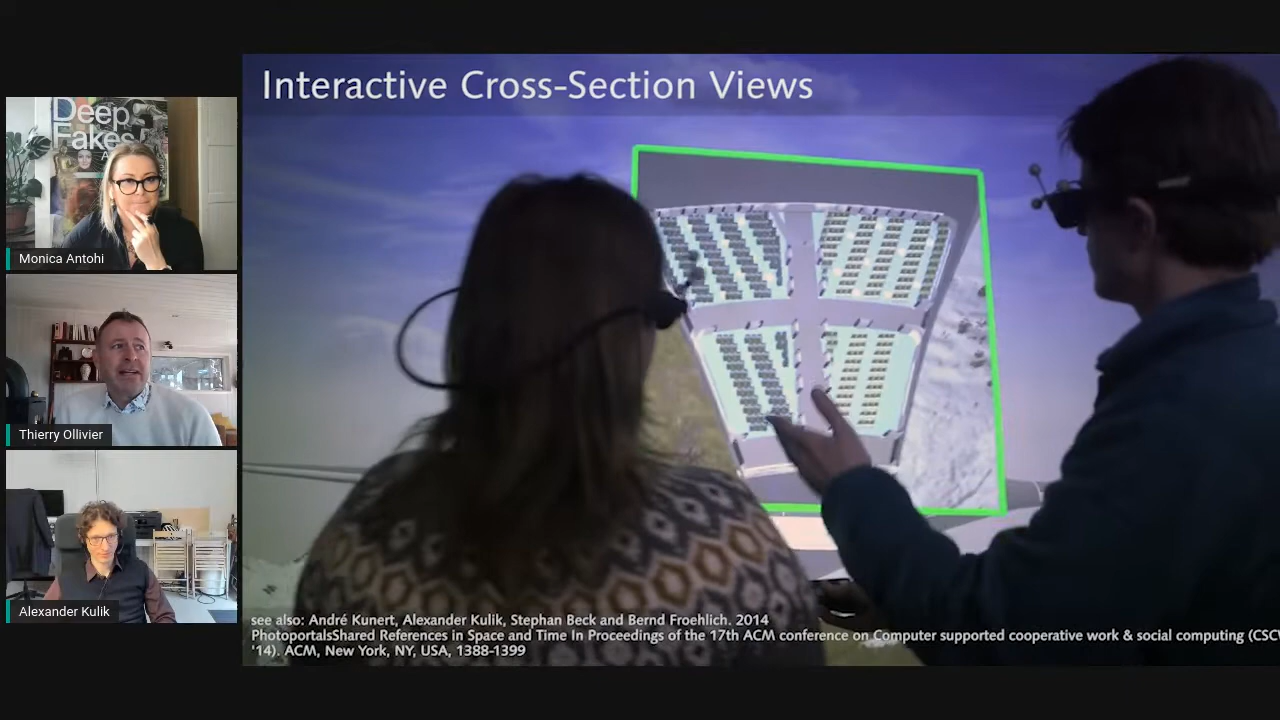 Interactive Cross-Section Views
Deep
Fakes
A
Monica Antohi
Thierry Ollivier
Alexander Kulik
see also: André Kunert, Alexander Kulik, Stephan Beck and Bernd Froehlich. 2014
PhotoportalsShared References in Space and Time In Proceedings of the 17th ACM conference on Computer supported cooperative work & social computing (CSCW
'14). ACM, New York, NY, USA, 1388-1399